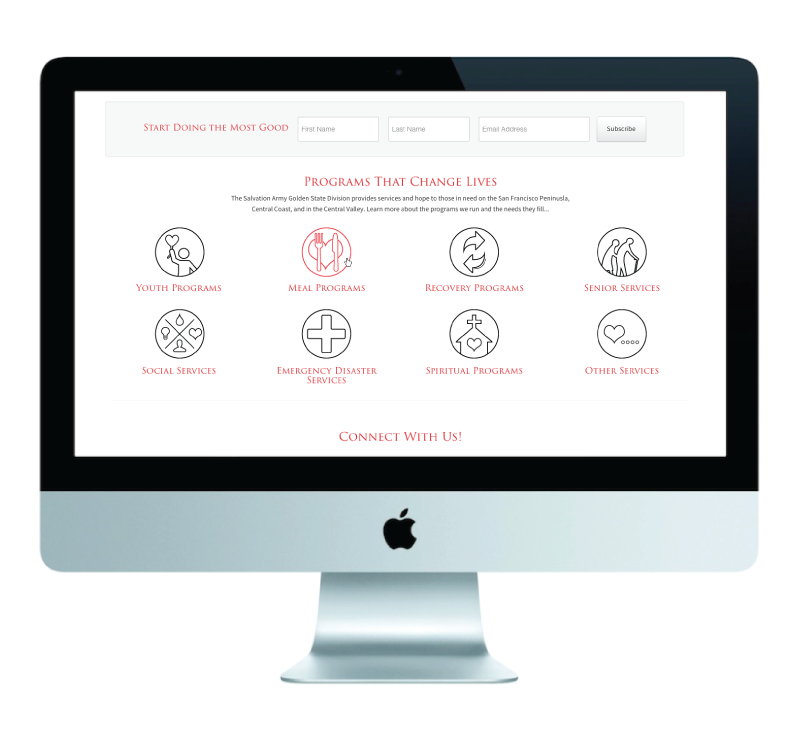 Start Doing the Most Good
First Name
Last Name
Email Address
Subscribe
Programs That Change Lives
The Salvation Army Golden State Division provides services and hope to those in need on the San Francisco Peninusla,
Central Coast, and in the Central Valley. Learn more about the programs we run and the needs they fill...
Youth Programs
Meal Programs
Recovery Programs
Senior Services
Social Services
Emergency Disaster
Services
Spiritual Programs
Other Services
Connect With Us!